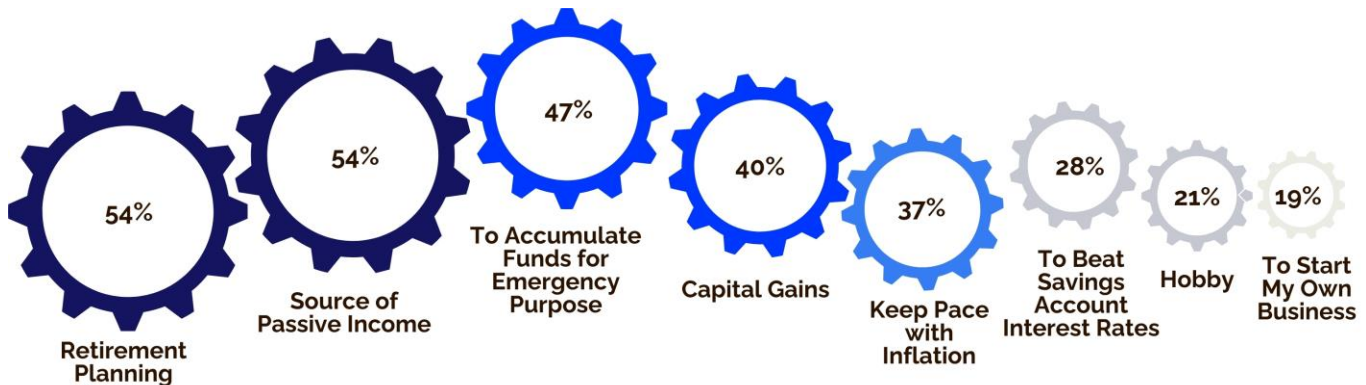 54%
Retirement
Planning
54%
Source of
Passive Income
47%
To Accumulate
Funds for
Emergency
Purpose
40%
Capital Gains
37%
Keep Pace
with
Inflation
28%
To Beat
Savings
Account
Interest Rates
21%
Hobby
19%
To Start
My Own
Business